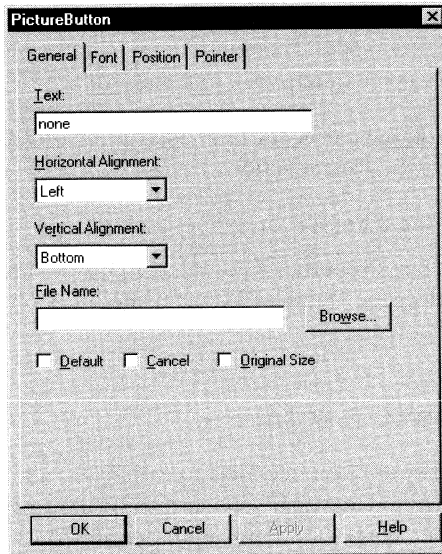 PictureButton
General Font Position Pointer
Text:
none
Horizontal Alignment:
Left
Vertical Alignment:
Bottom
File Name:
Browse...
Default Cancel Original Size
OK Cancel Apply Help